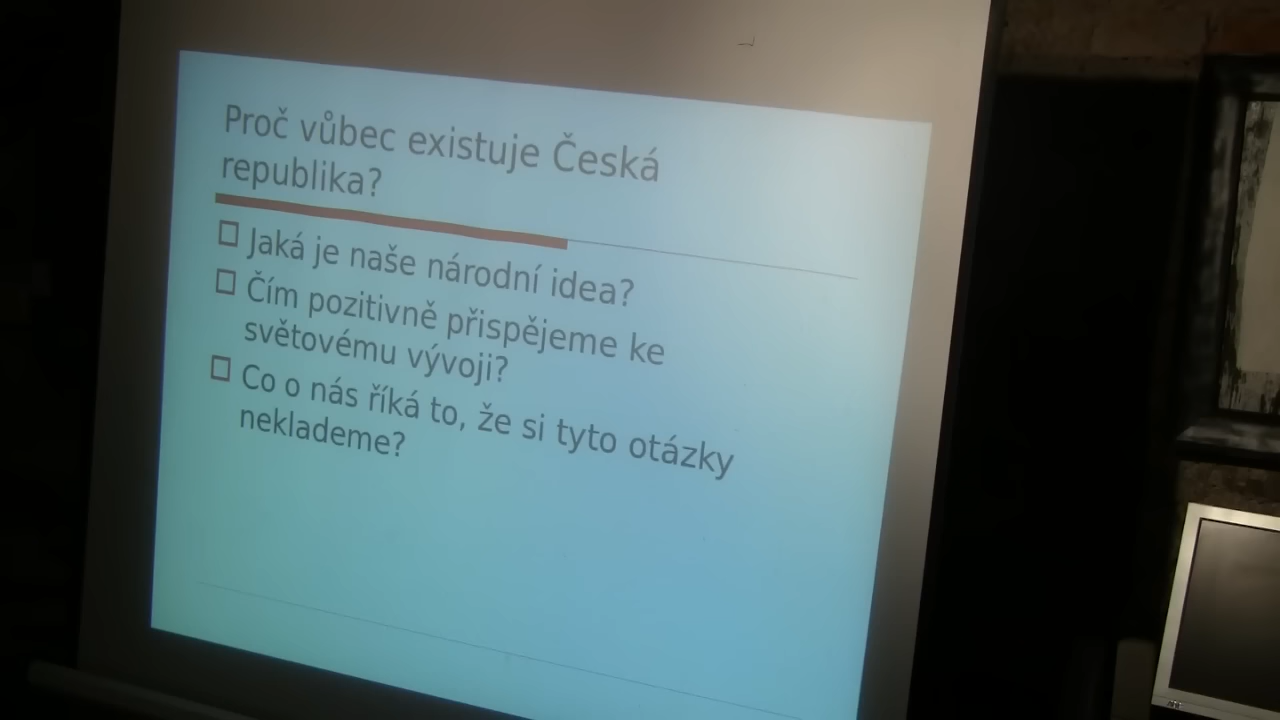 Proč vůbec existuje Česká
republika?
Jaká je naše národní idea?
Čím pozitivně přispějeme ke
světovému vývoji?
Co o nás říká to, že si tyto otázky
neklademe?